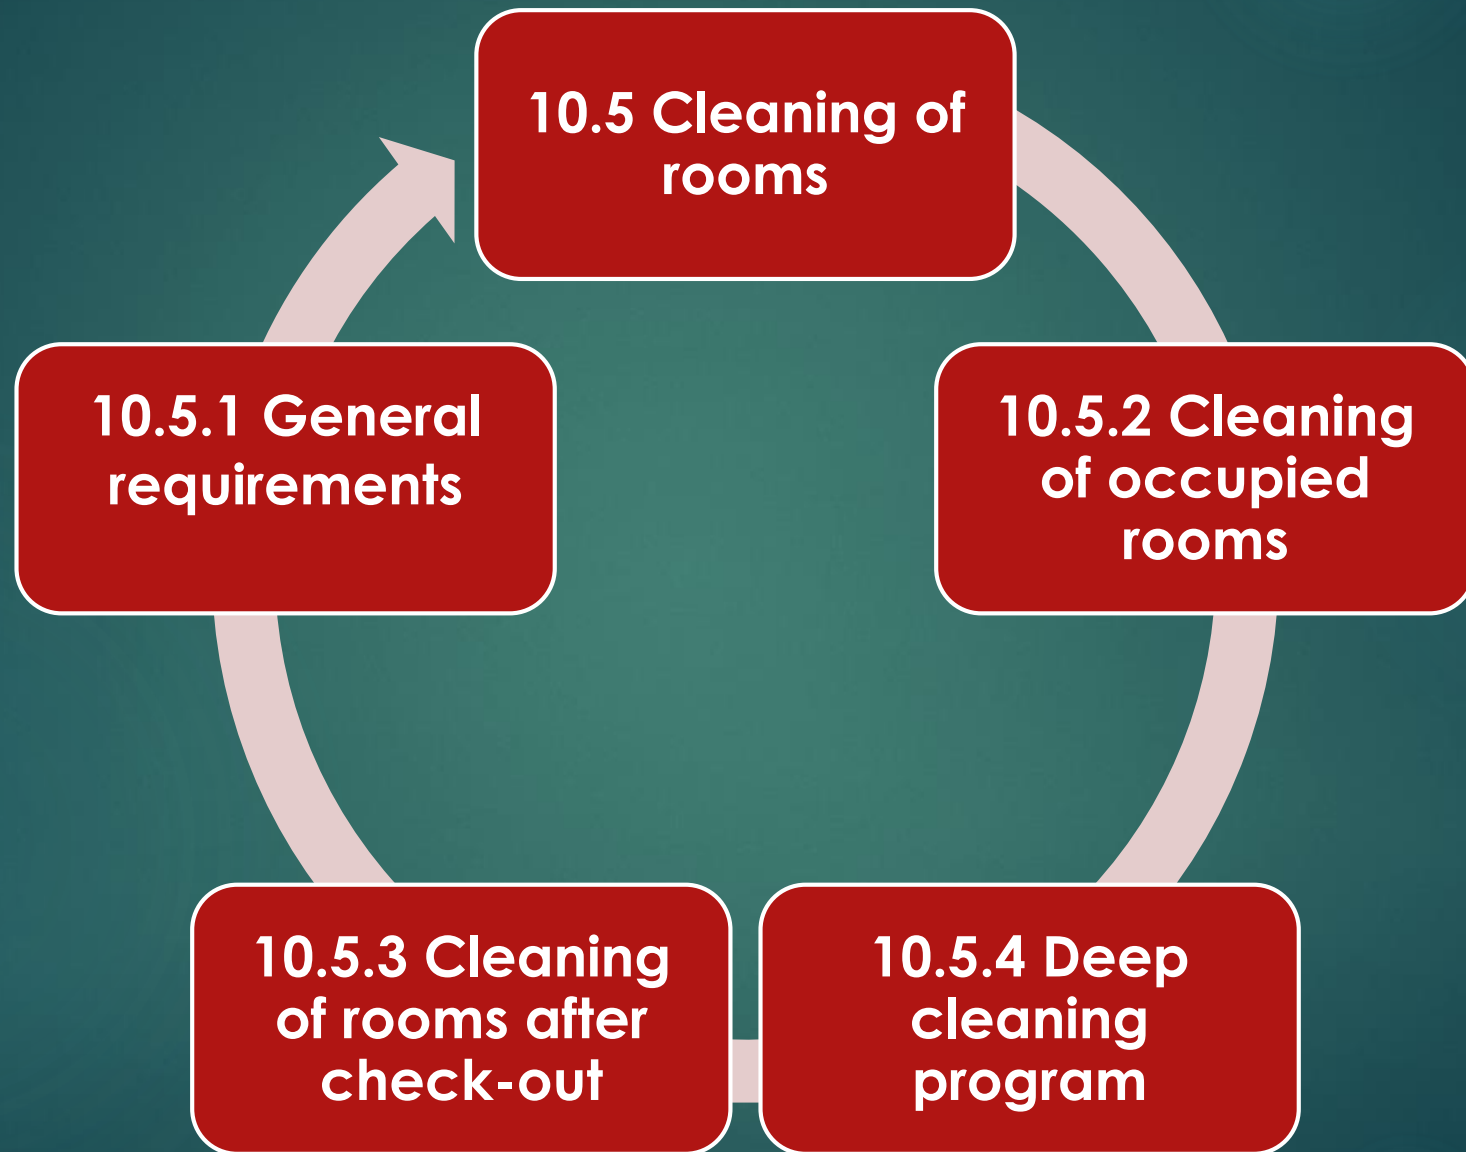 10.5 Cleaning of
rooms
10.5.1 General
requirements
10.5.2 Cleaning
of occupied
rooms
10.5.3 Cleaning
of rooms after
check-out
10.5.4 Deep
cleaning
program